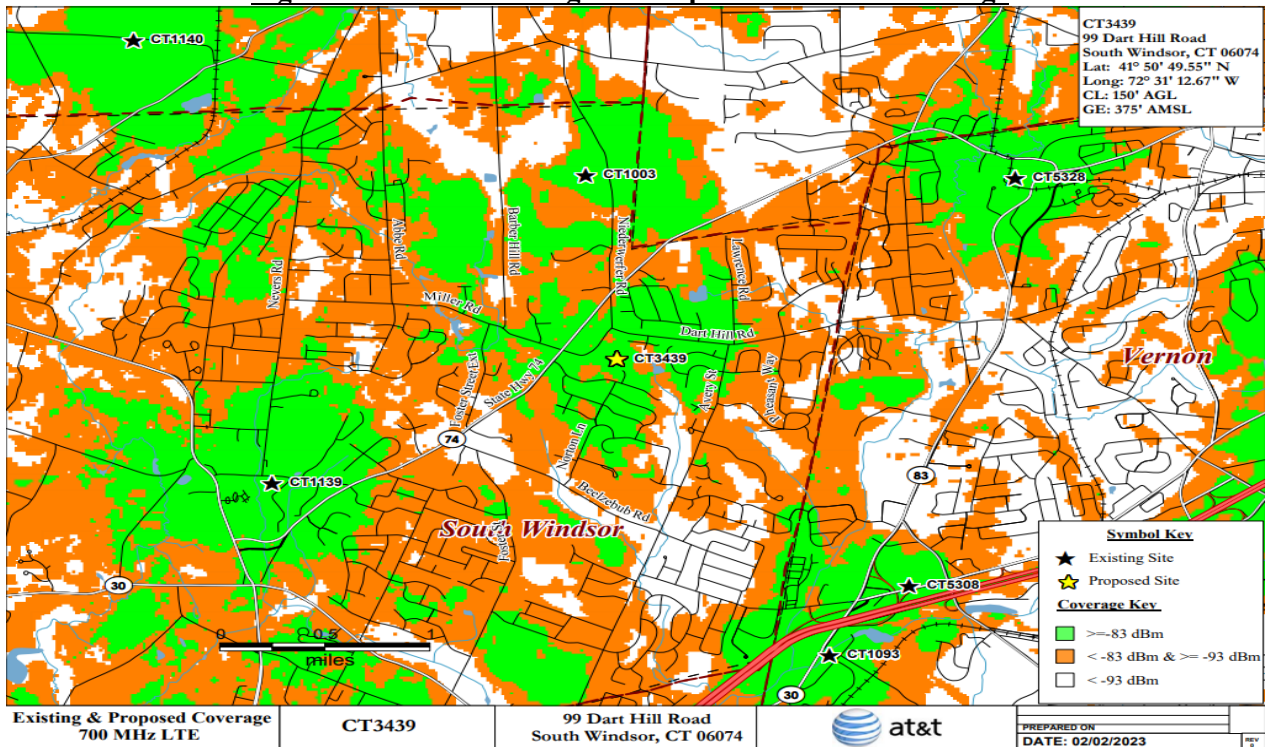 CT3439
99 Dart Hill Road
South Windsor, CT 06074
Lat: 41° 50' 49.55" N
Long: 72° 31' 12.67" W
CL: 150' AGL
GE: 375' AMSL
CT1140
CT1003
CT5328
Abbe Rd
Barber Hill Rd
Niederwerfer Rd
Lawrence Rd
Neyers Rd
Miller Rd
Dart Hill Rd
CT3439
Vernon
Foster Street Ext
State Hwy 74
Avery St
Pheasant Way
74
Norton Ln
83
CT1139
Beelzebub Rd
South Windsor
Foster St
30
CT5308
CT1093
30
0 0.5 1
miles
Symbol Key
Existing Site
Proposed Site
Coverage Key
>=-83 dBm
< -83 dBm & >= -93 dBm
< -93 dBm
Existing & Proposed Coverage
700 MHz LTE
CT3439
99 Dart Hill Road
South Windsor, CT 06074
at&t
PREPARED ON
DATE: 02/02/2023
REV